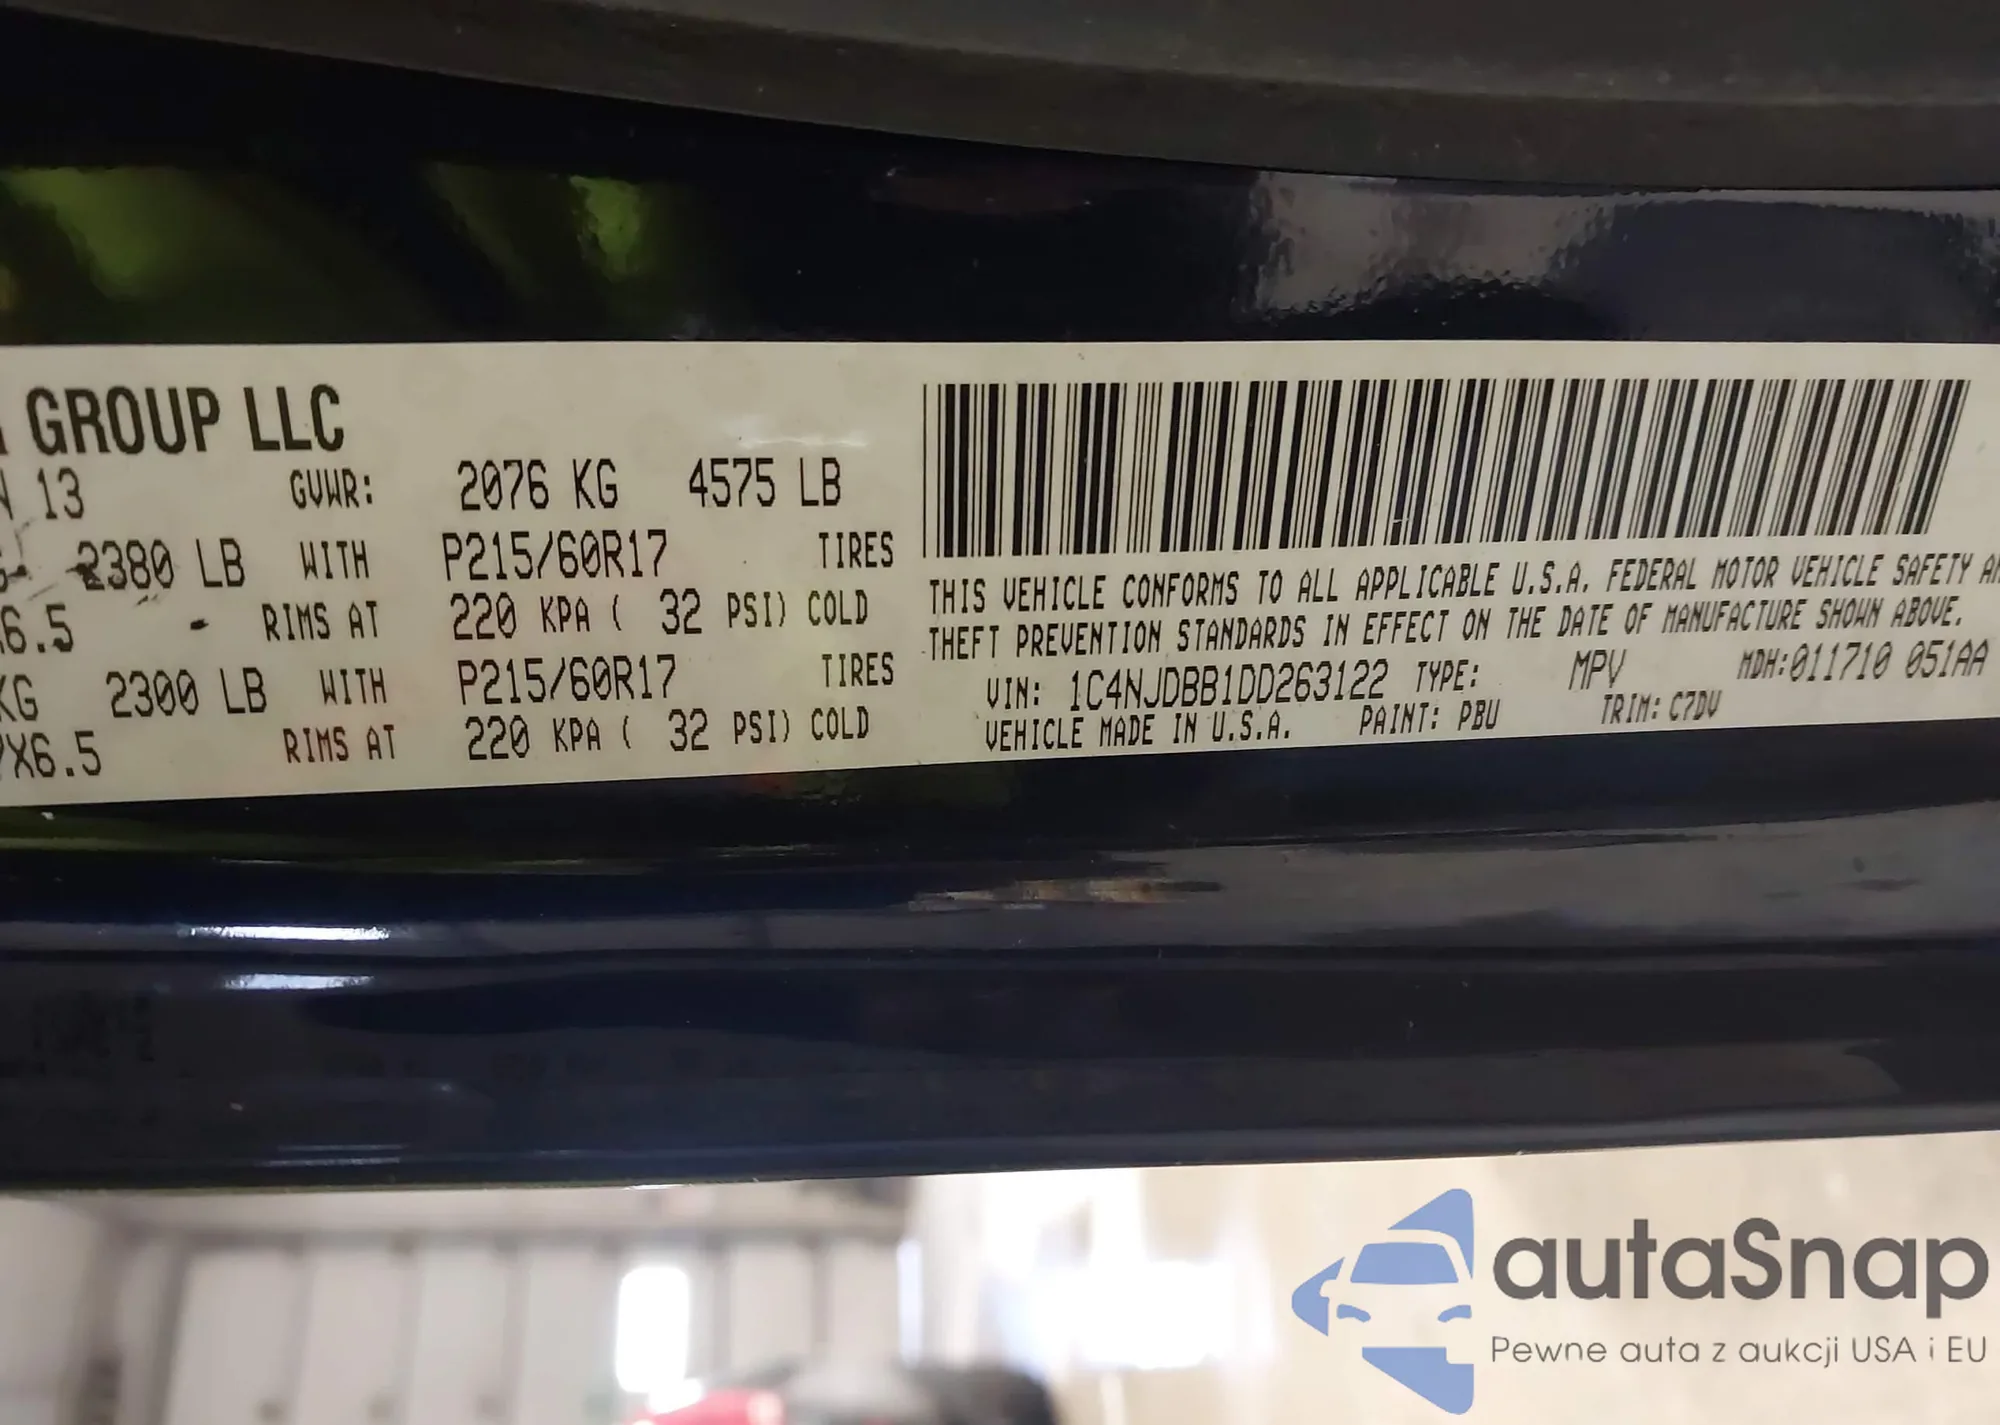 GROUP LLC
13 GVWR: 2076 KG 4575 LB
2380 LB WITH P215/60R17 TIRES
6.5 - RIMS AT 220 KPA ( 32 PSI) COLD
KG 2300 LB WITH P215/60R17 TIRES
X6.5 RIMS AT 220 KPA ( 32 PSI) COLD
THIS VEHICLE CONFORMS TO ALL APPLICABLE U.S.A. FEDERAL MOTOR VEHICLE SAFETY
THEFT PREVENTION STANDARDS IN EFFECT ON THE DATE OF MANUFACTURE SHOWN ABOVE.
VIN: 1C4NJDBB1DD263122 TYPE: MPV MDH:011710 051AA
VEHICLE MADE IN U.S.A. PAINT: PBU TRIM: C7DV
autaSnap
Pewne auta z aukcji USA i EU